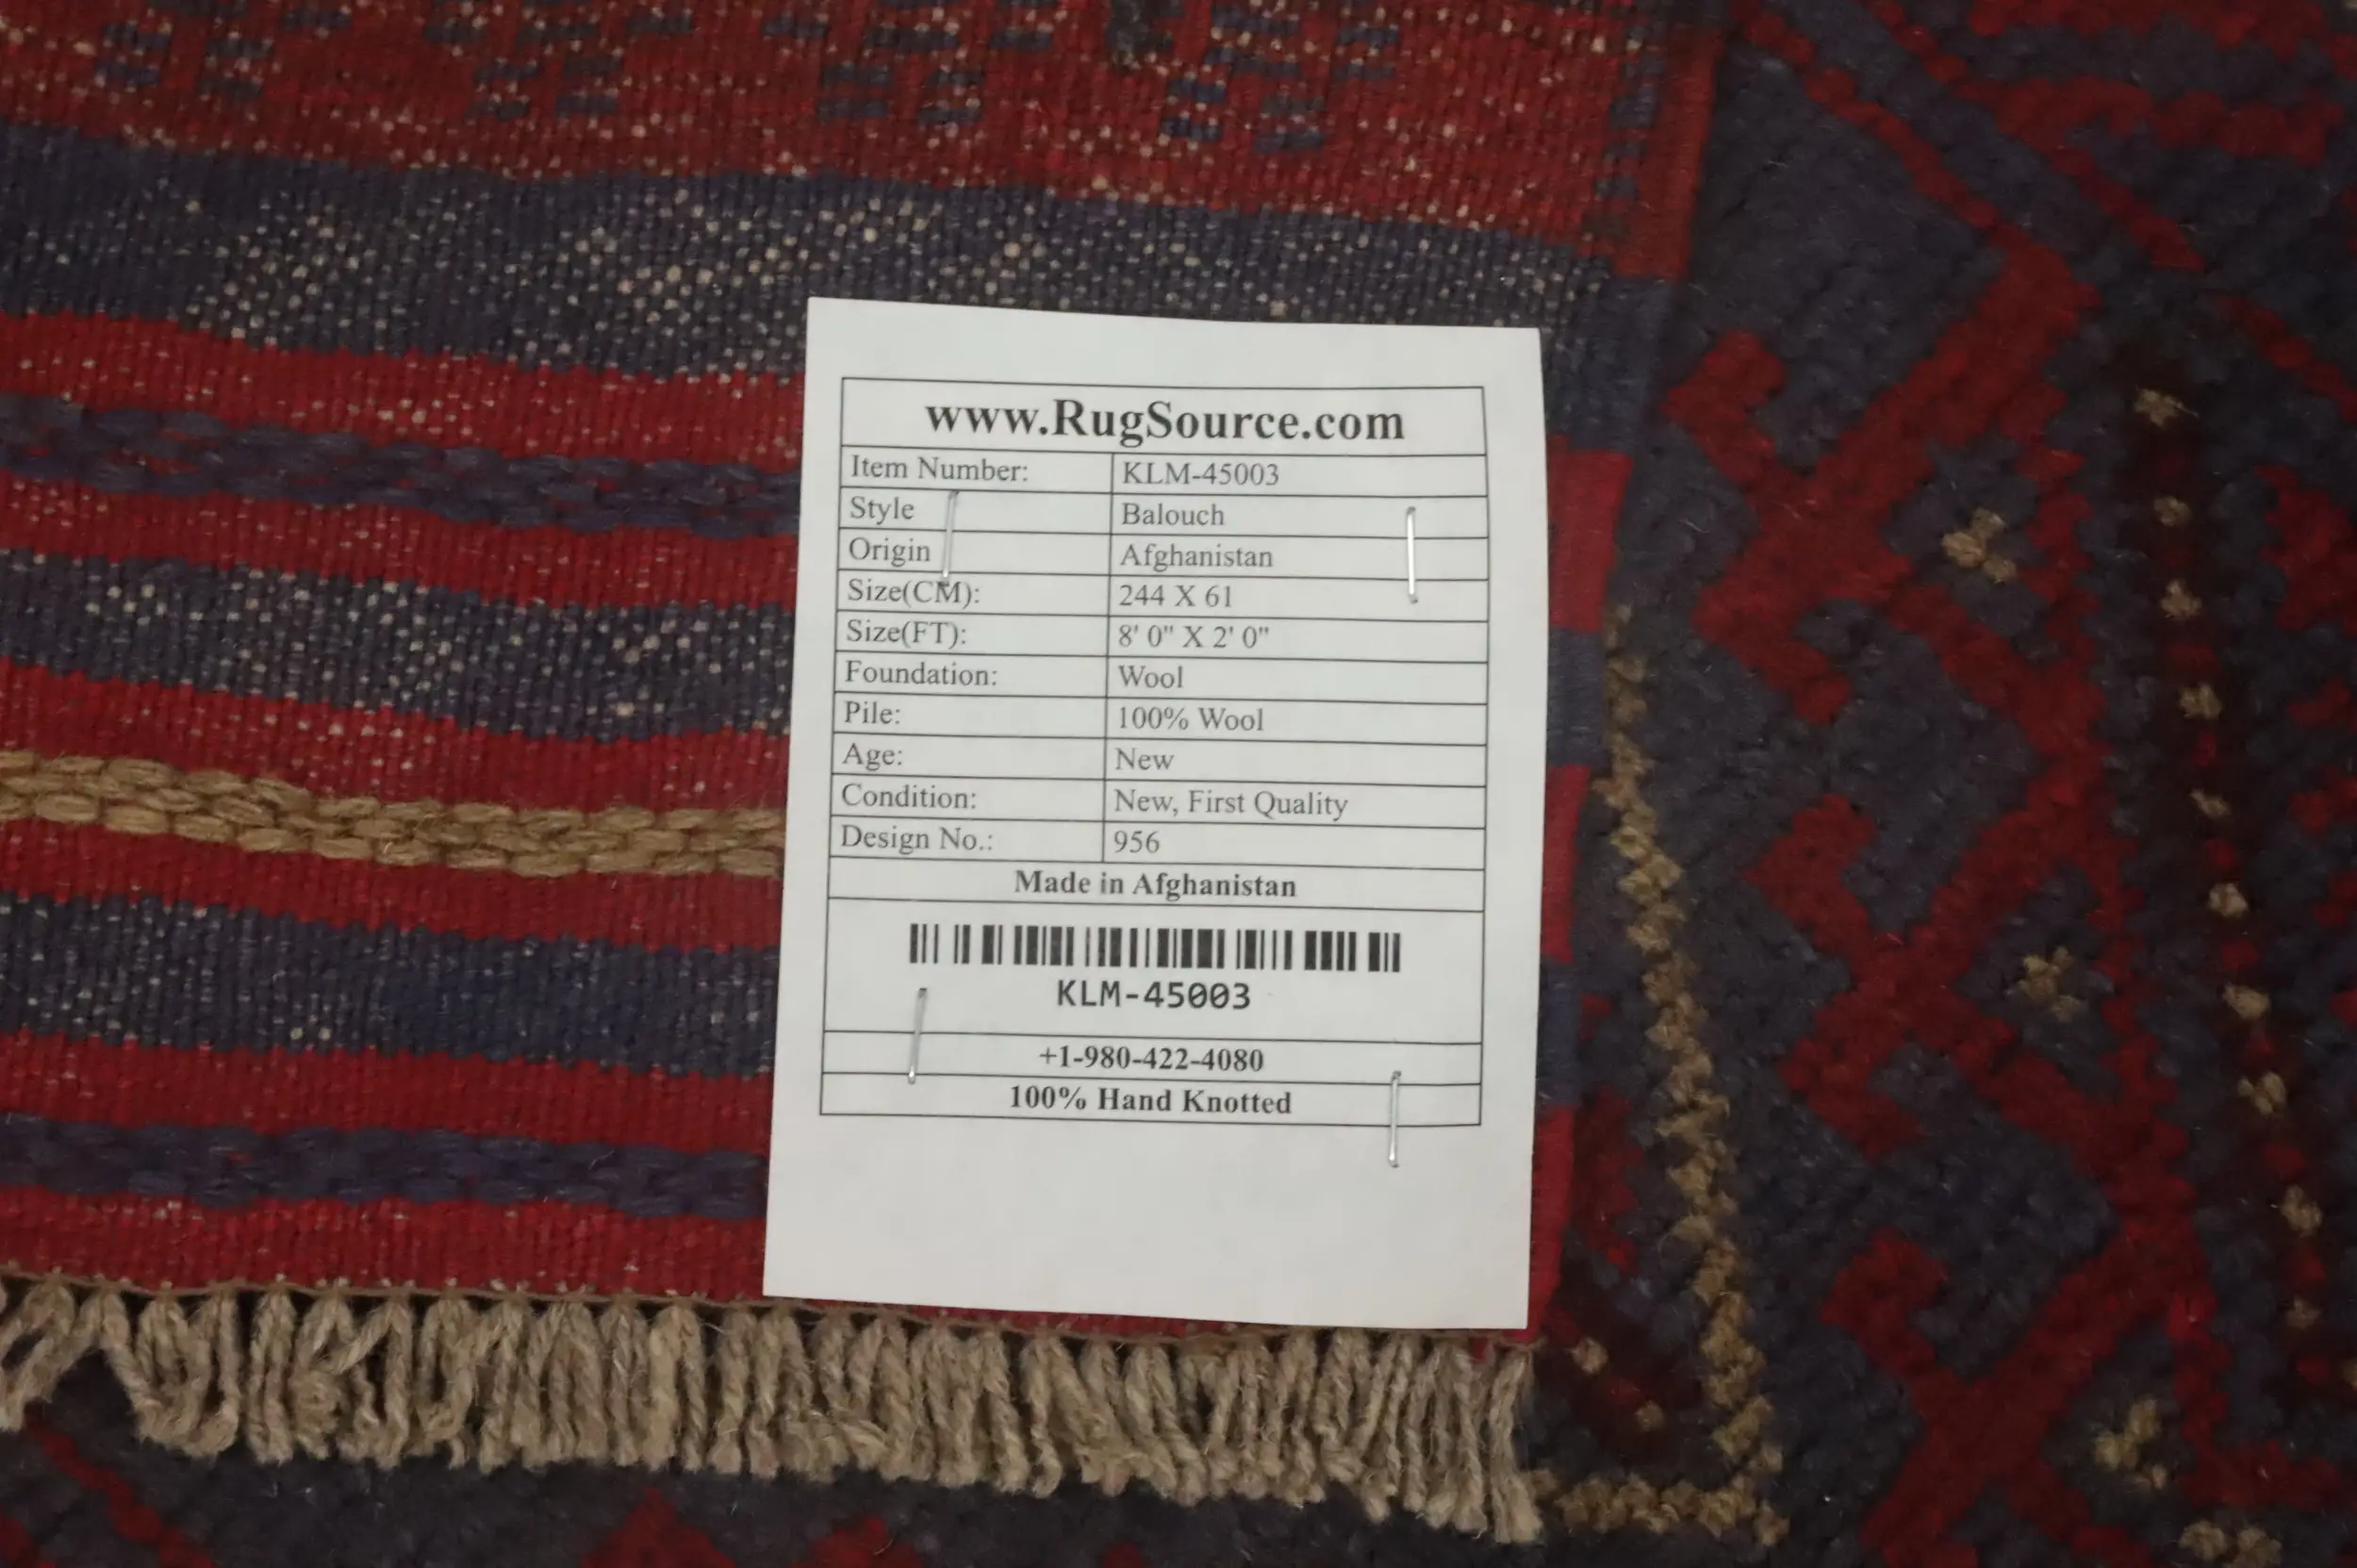 www.RugSource.com
Item Number: KLM-45003
Style Balouch
Origin Afghanistan
Size(CM): 244 X 61
Size(FT): 8' 0" X 2' 0"
Foundation: Wool
Pile: 100% Wool
Age: New
Condition: New, First Quality
Design No.: 956
Made in Afghanistan
KLM-45003
+1-980-422-4080
100% Hand Knotted